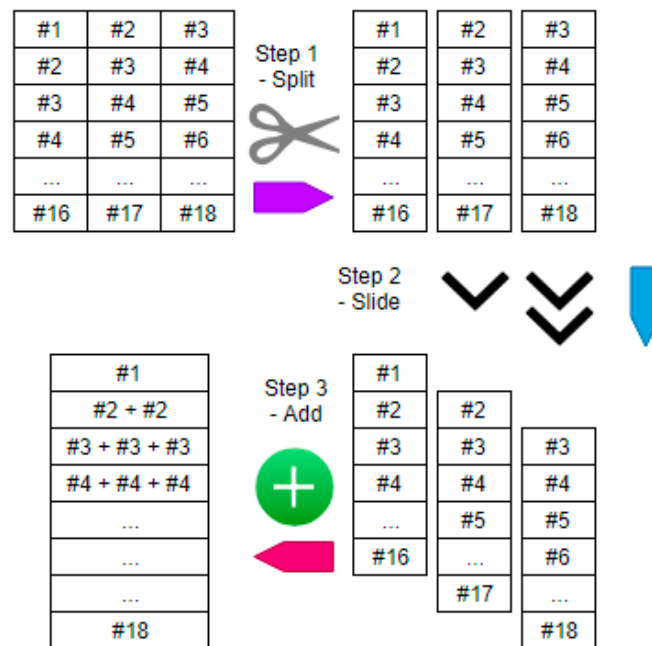 #1 #2 #3
#2 #3 #4
#3 #4 #5
#4 #5 #6
... ... ...
#16 #17 #18
Step 1
- Split
#1 #2 #3
#2 #3 #4
#3 #4 #5
#4 #5 #6
... ... ...
#16 #17 #18
Step 2
- Slide
#1
#2 + #2
#3 + #3 + #3
#4 + #4 + #4
...
...
...
#18
Step 3
- Add
#1
#2 #2
#3 #3 #3
#4 #4 #4
... #5 #5
#16 ... #6
#17 ...
#18